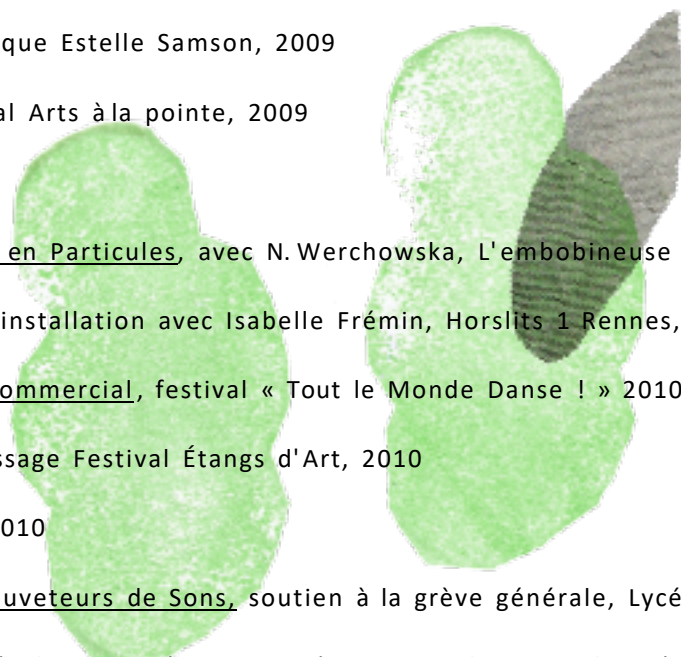 que Estelle Samson, 2009
al Arts à la pointe, 2009
en Particules, avec N. Werchowska, L'embobineuse
installation avec Isabelle Frémin, Horslits 1 Rennes,
ommercial, festival « Tout le Monde Danse ! » 2010
ssage Festival Étangs d'Art, 2010
010
uveteurs de Sons, soutien à la grève générale, Lycé